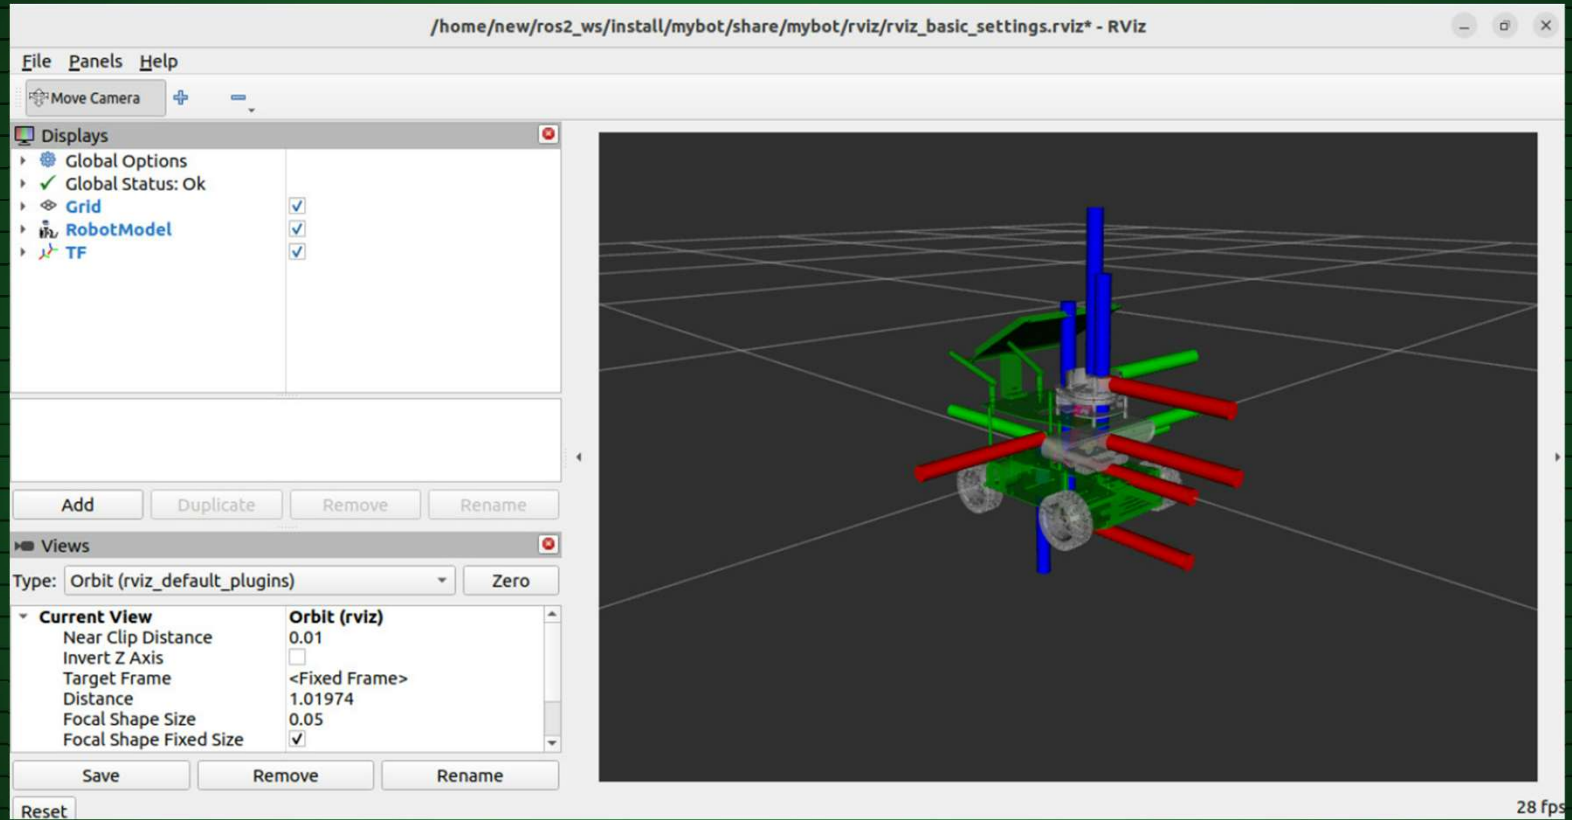 /home/new/ros2_ws/install/mybot/share/mybot/rviz/rviz_basic_settings.rviz* - RViz
File Panels Help
Move Camera
Displays
Global Options
Global Status: Ok
Grid
RobotModel
TF
Add Duplicate Remove Rename
Views
Type: Orbit (rviz_default_plugins) Zero
Current View Orbit (rviz)
Near Clip Distance 0.01
Invert Z Axis
Target Frame <Fixed Frame>
Distance 1.01974
Focal Shape Size 0.05
Focal Shape Fixed Size
Save Remove Rename
Reset 28 fps